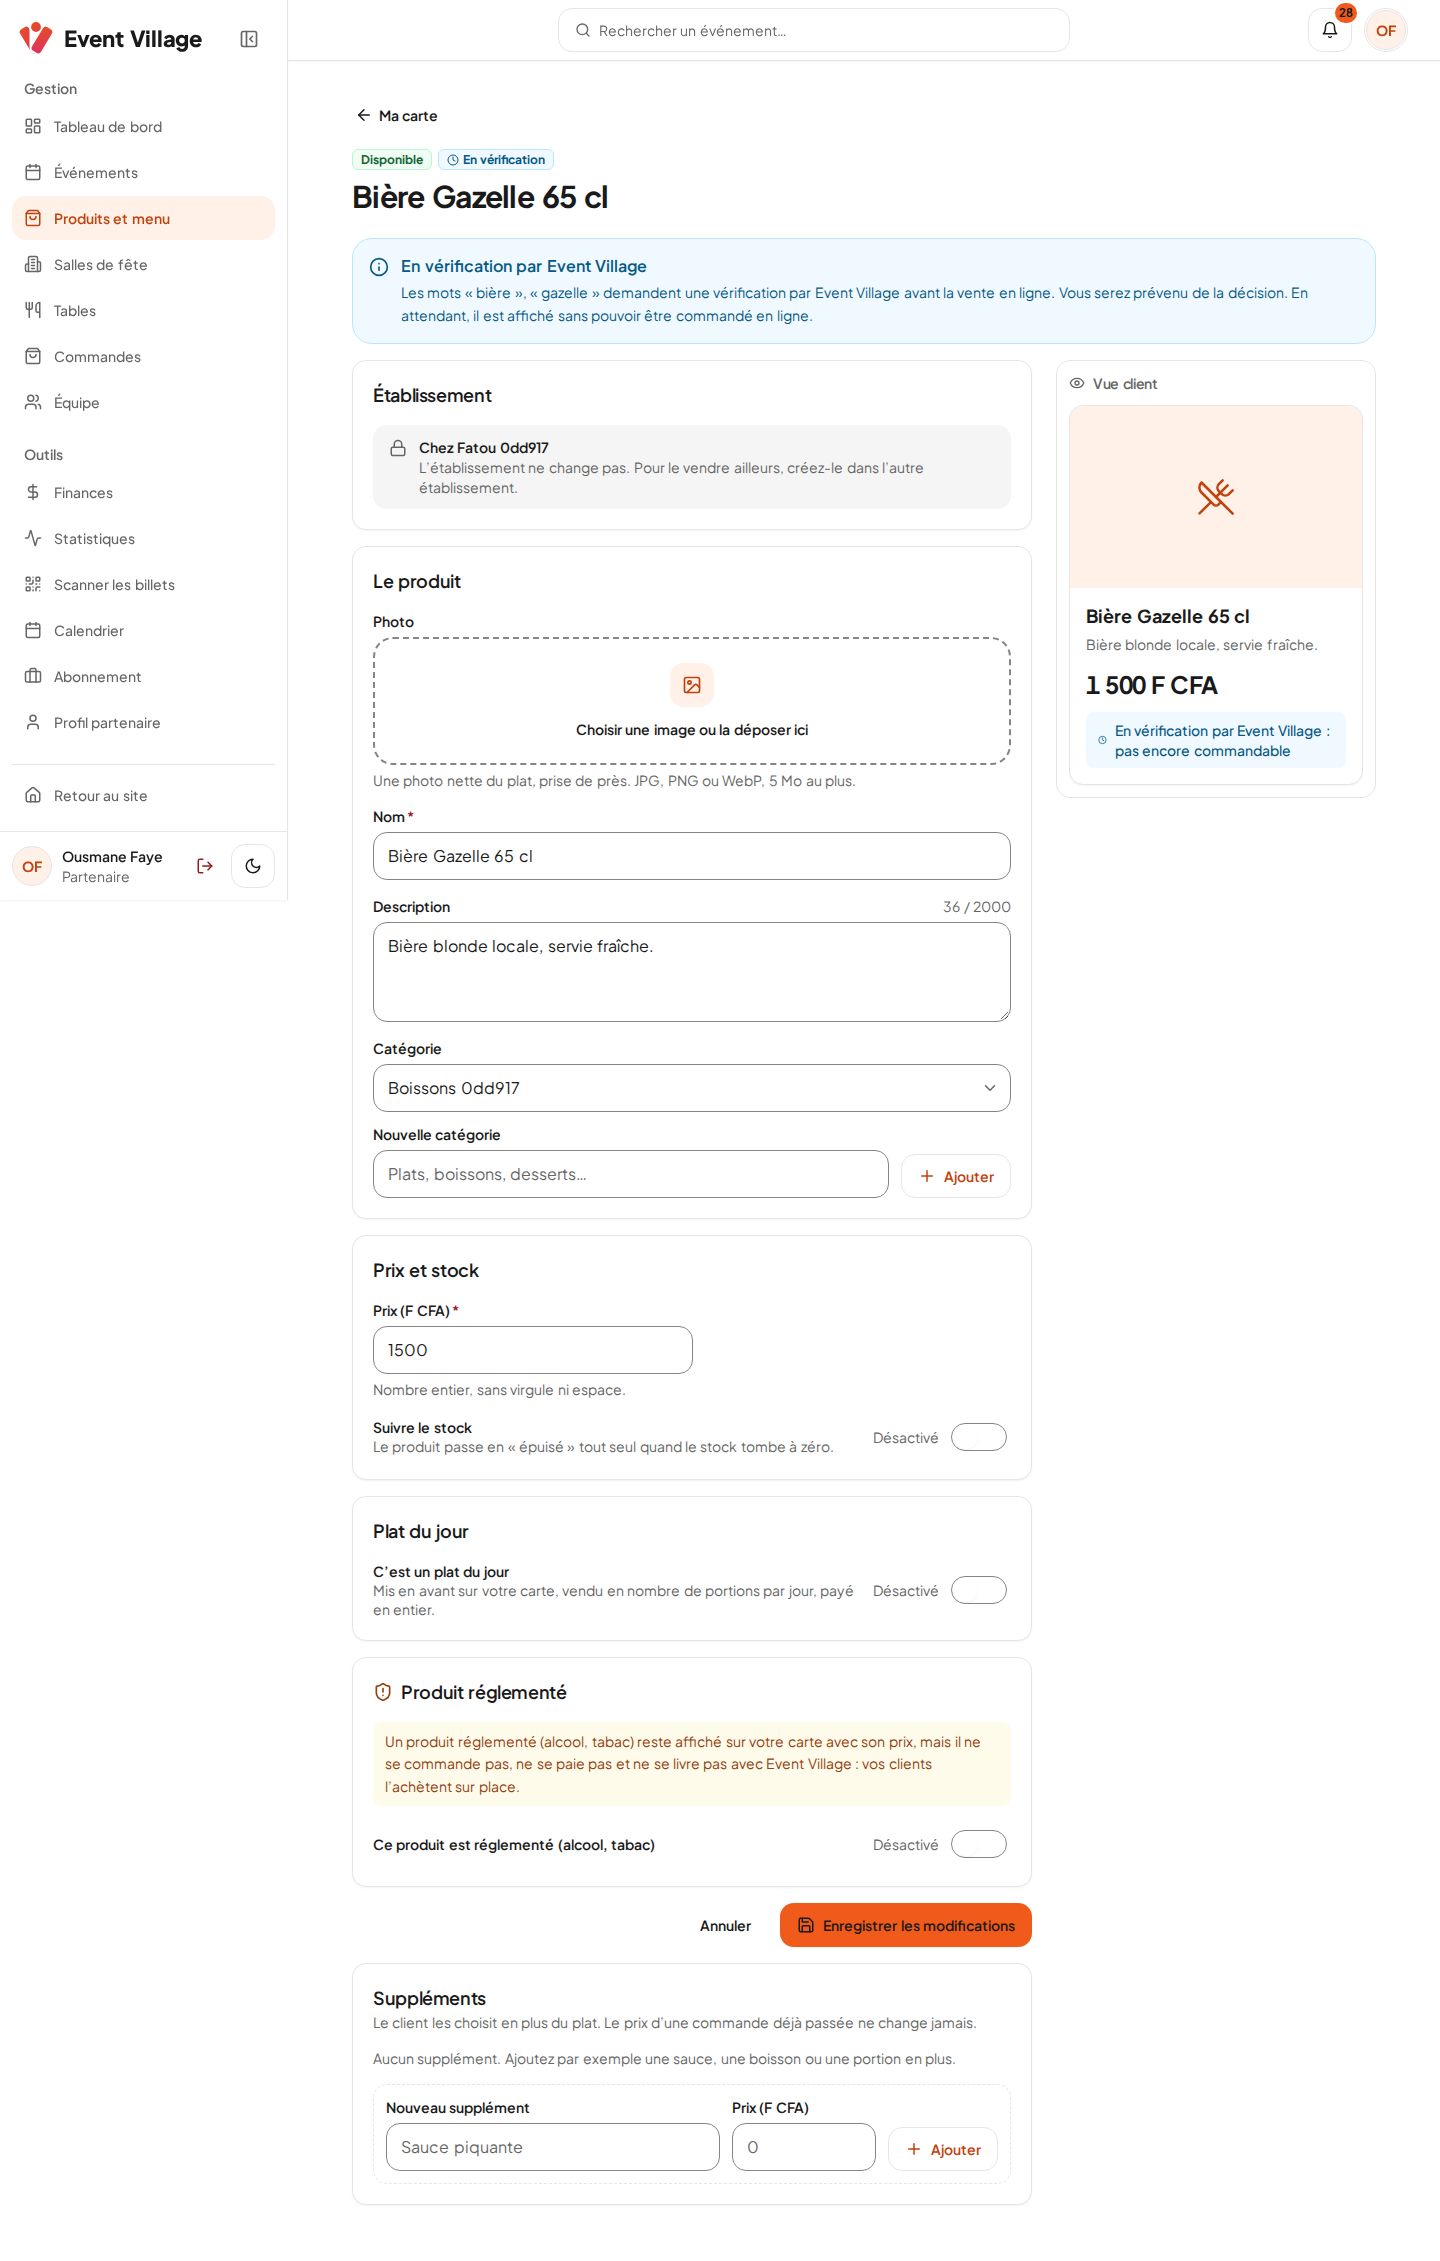 Event Village
Gestion
Tableau de bord
Événements
Produits et menu
Salles de fête
Tables
Commandes
Équipe
Outils
Finances
Statistiques
Scanner les billets
Calendrier
Abonnement
Profil partenaire
Retour au site
OF
Ousmane Faye
Partenaire
Rechercher un événement…
28
OF
Ma carte
Disponible
En vérification
Bière Gazelle 65 cl
En vérification par Event Village
Les mots « bière », « gazelle » demandent une vérification par Event Village avant la vente en ligne. Vous serez prévenu de la décision. En
attendant, il est affiché sans pouvoir être commandé en ligne.
Établissement
Chez Fatou 0dd917
L’établissement ne change pas. Pour le vendre ailleurs, créez-le dans l’autre
établissement.
Le produit
Photo
Choisir une image ou la déposer ici
Une photo nette du plat, prise de près. JPG, PNG ou WebP, 5 Mo au plus.
Nom *
Bière Gazelle 65 cl
Description
36 / 2000
Bière blonde locale, servie fraîche.
Catégorie
Boissons 0dd917
Nouvelle catégorie
Plats, boissons, desserts…
Ajouter
Prix et stock
Prix (F CFA) *
1500
Nombre entier, sans virgule ni espace.
Suivre le stock
Le produit passe en « épuisé » tout seul quand le stock tombe à zéro.
Désactivé
Plat du jour
C’est un plat du jour
Mis en avant sur votre carte, vendu en nombre de portions par jour, payé
en entier.
Désactivé
Produit réglementé
Un produit réglementé (alcool, tabac) reste affiché sur votre carte avec son prix, mais il ne
se commande pas, ne se paie pas et ne se livre pas avec Event Village : vos clients
l’achètent sur place.
Ce produit est réglementé (alcool, tabac)
Désactivé
Annuler
Enregistrer les modifications
Suppléments
Le client les choisit en plus du plat. Le prix d’une commande déjà passée ne change jamais.
Aucun supplément. Ajoutez par exemple une sauce, une boisson ou une portion en plus.
Nouveau supplément
Sauce piquante
Prix (F CFA)
0
Ajouter
Vue client
Bière Gazelle 65 cl
Bière blonde locale, servie fraîche.
1 500 F CFA
En vérification par Event Village :
pas encore commandable